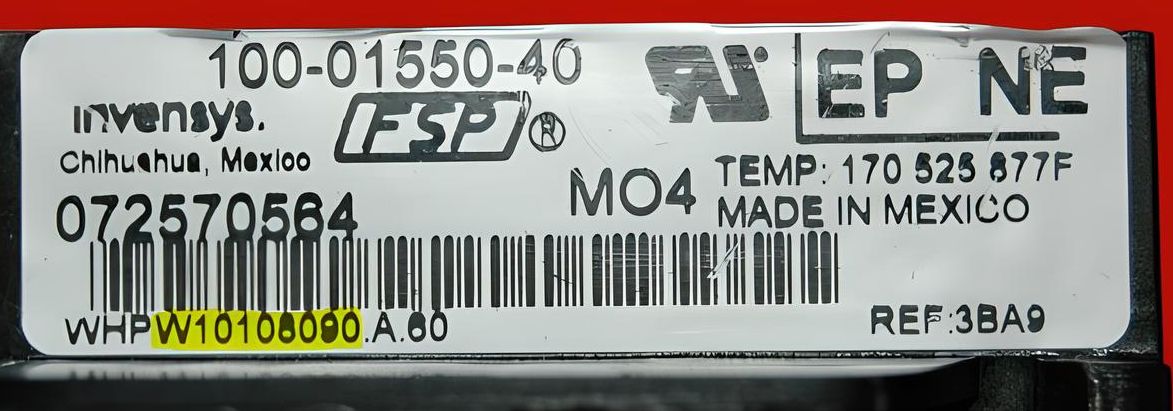 100-01550-40
invensys.
FSP®
Chihuahua, Mexico
EP NE
TEMP: 170 525 877F
072570564
MO4
MADE IN MEXICO
WHPW10108090.A.60
REF:3BA9